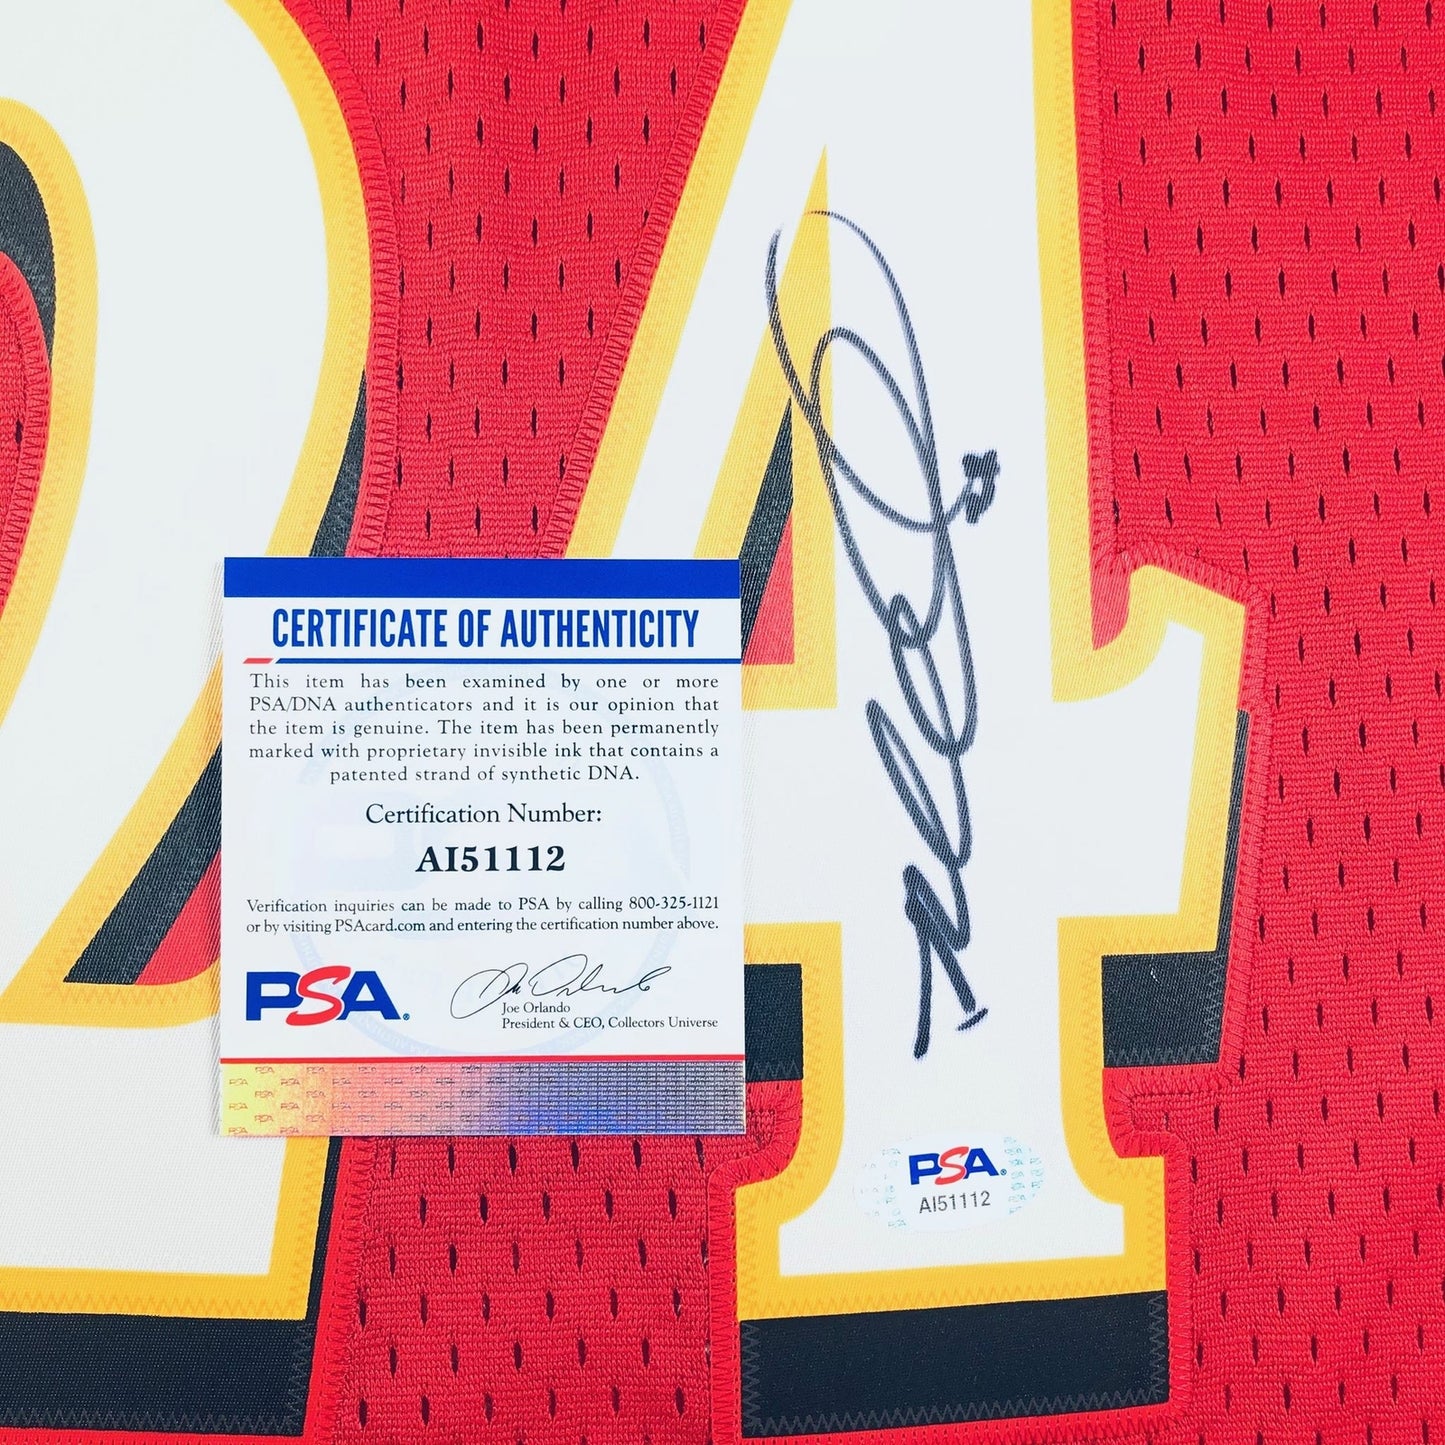 24
CERTIFICATE OF AUTHENTICITY
This item has been examined by one or more
PSA/DNA authenticators and it is our opinion that
the item is genuine. The item has been permanently
marked with proprietary invisible ink that contains a
patented strand of synthetic DNA.
Certification Number:
AI51112
Verification inquiries can be made to PSA by calling 800-325-1121
or by visiting PSAcard.com and entering the certification number above.
PSA
Joe Orlando
President & CEO, Collectors Universe
PSA
AI51112